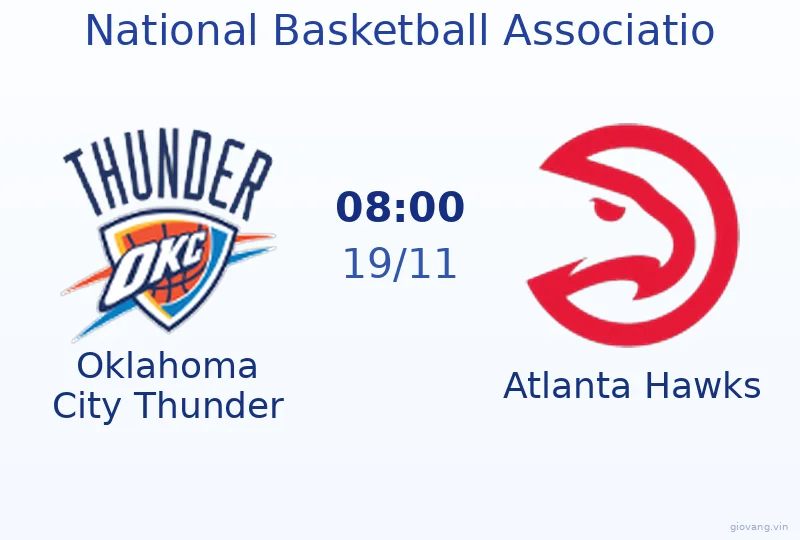 National Basketball Associatio
THUNDER
OKC
08:00
19/11
Oklahoma
City Thunder
Atlanta Hawks
giovang.vin